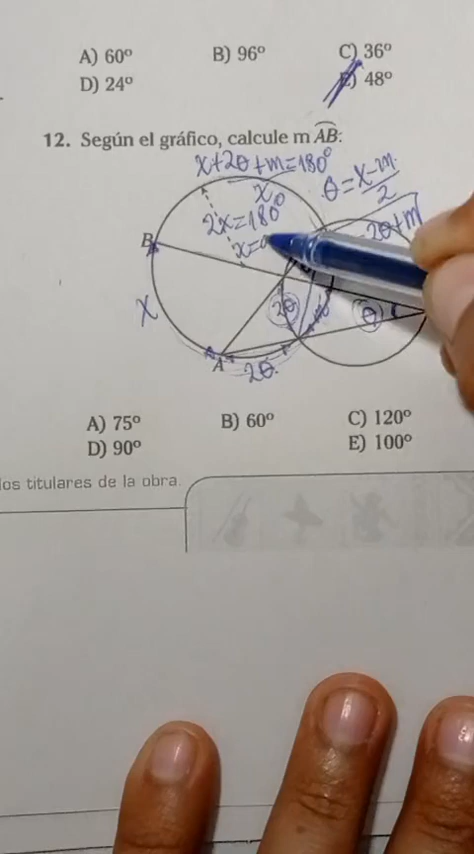 A) 60° B) 96° C) 36°
D) 24° E) 48°
12. Según el gráfico, calcule m AB:
x+2θ+m=180°
x θ=x-m/2
2x=180° 2θ+m
x=
B
x 2θ θ
A 2θ
A) 75° B) 60° C) 120°
D) 90° E) 100°
los titulares de la obra.